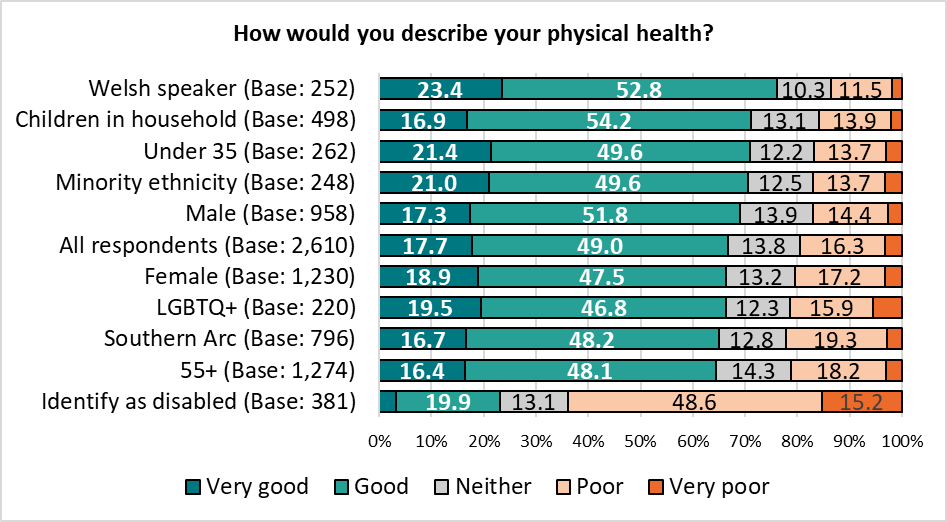 How would you describe your physical health?
Welsh speaker (Base: 252) 23.4 52.8 10.3 11.5
Children in household (Base: 498) 16.9 54.2 13.1 13.9
Under 35 (Base: 262) 21.4 49.6 12.2 13.7
Minority ethnicity (Base: 248) 21.0 49.6 12.5 13.7
Male (Base: 958) 17.3 51.8 13.9 14.4
All respondents (Base: 2,610) 17.7 49.0 13.8 16.3
Female (Base: 1,230) 18.9 47.5 13.2 17.2
LGBTQ+ (Base: 220) 19.5 46.8 12.3 15.9
Southern Arc (Base: 796) 16.7 48.2 12.8 19.3
55+ (Base: 1,274) 16.4 48.1 14.3 18.2
Identify as disabled (Base: 381) 19.9 13.1 48.6 15.2
0% 10% 20% 30% 40% 50% 60% 70% 80% 90% 100%
Very good Good Neither Poor Very poor